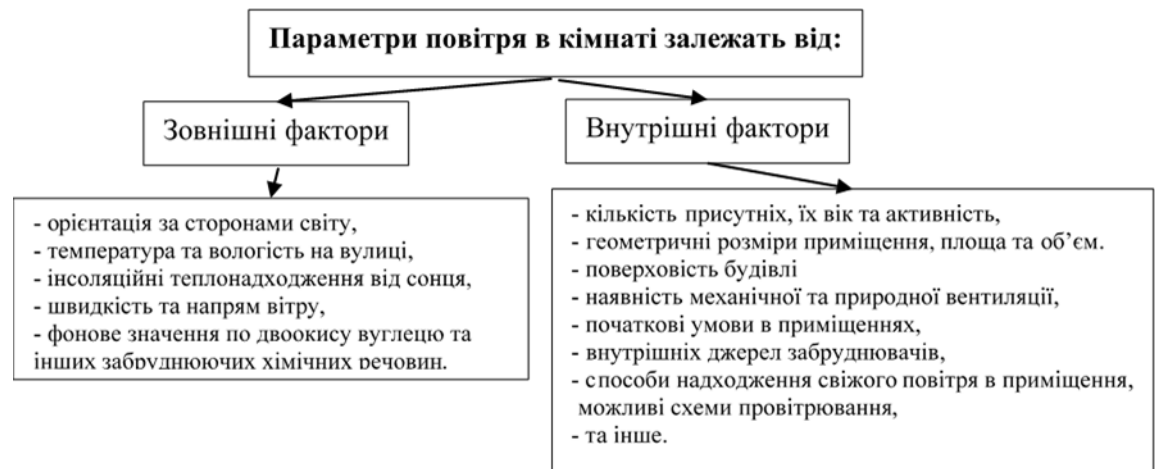 Параметри повітря в кімнаті залежать від:
Зовнішні фактори
Внутрішні фактори
- орієнтація за сторонами світу,
- температура та вологість на вулиці,
- інсоляційні теплонадходження від сонця,
- швидкість та напрям вітру,
- фонове значення по двоокису вуглецю та
інших забруднюючих хімічних речовин.
- кількість присутніх, їх вік та активність,
- геометричні розміри приміщення, площа та об’єм.
- поверховість будівлі
- наявність механічної та природної вентиляції,
- початкові умови в приміщеннях,
- внутрішніх джерел забруднювачів,
- способи надходження свіжого повітря в приміщення,
можливі схеми провітрювання,
- та інше.